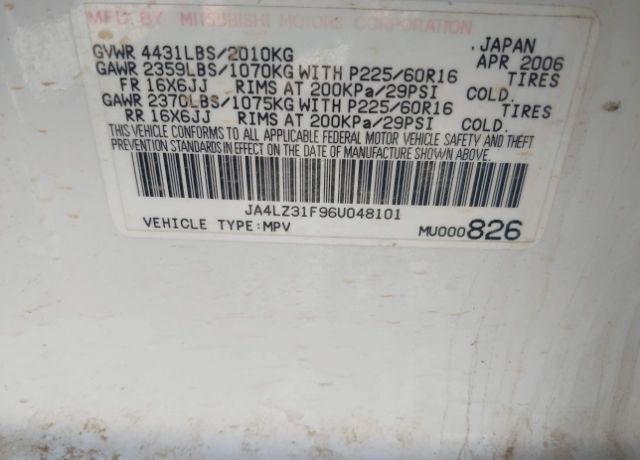 MFD. BY MITSUBISHI MOTORS CORPORATION
GVWR 4431LBS/2010KG . JAPAN APR 2006
GAWR 2359LBS/1070KG WITH P225/60R16 TIRES
FR 16X6JJ RIMS AT 200KPa/29PSI COLD.
GAWR 2370LBS/1075KG WITH P225/60R16 TIRES
RR 16X6JJ RIMS AT 200KPa/29PSI COLD.
THIS VEHICLE CONFORMS TO ALL APPLICABLE FEDERAL MOTOR VEHICLE SAFETY AND THEFT
PREVENTION STANDARDS IN EFFECT ON THE DATE OF MANUFACTURE SHOWN ABOVE.
JA4LZ31F96U048101
VEHICLE TYPE:MPV MU000826